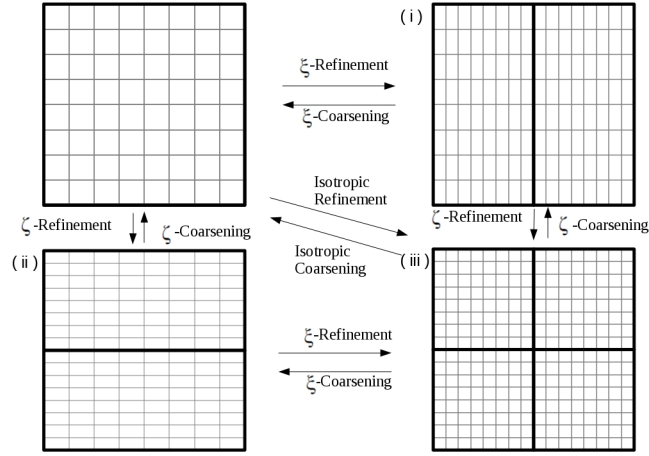 ( i )
ξ-Refinement
ξ-Coarsening
Isotropic
Refinement
ζ-Refinement
ζ-Coarsening
ζ-Refinement
ζ-Coarsening
Isotropic
Coarsening
( ii )
( iii )
ξ-Refinement
ξ-Coarsening